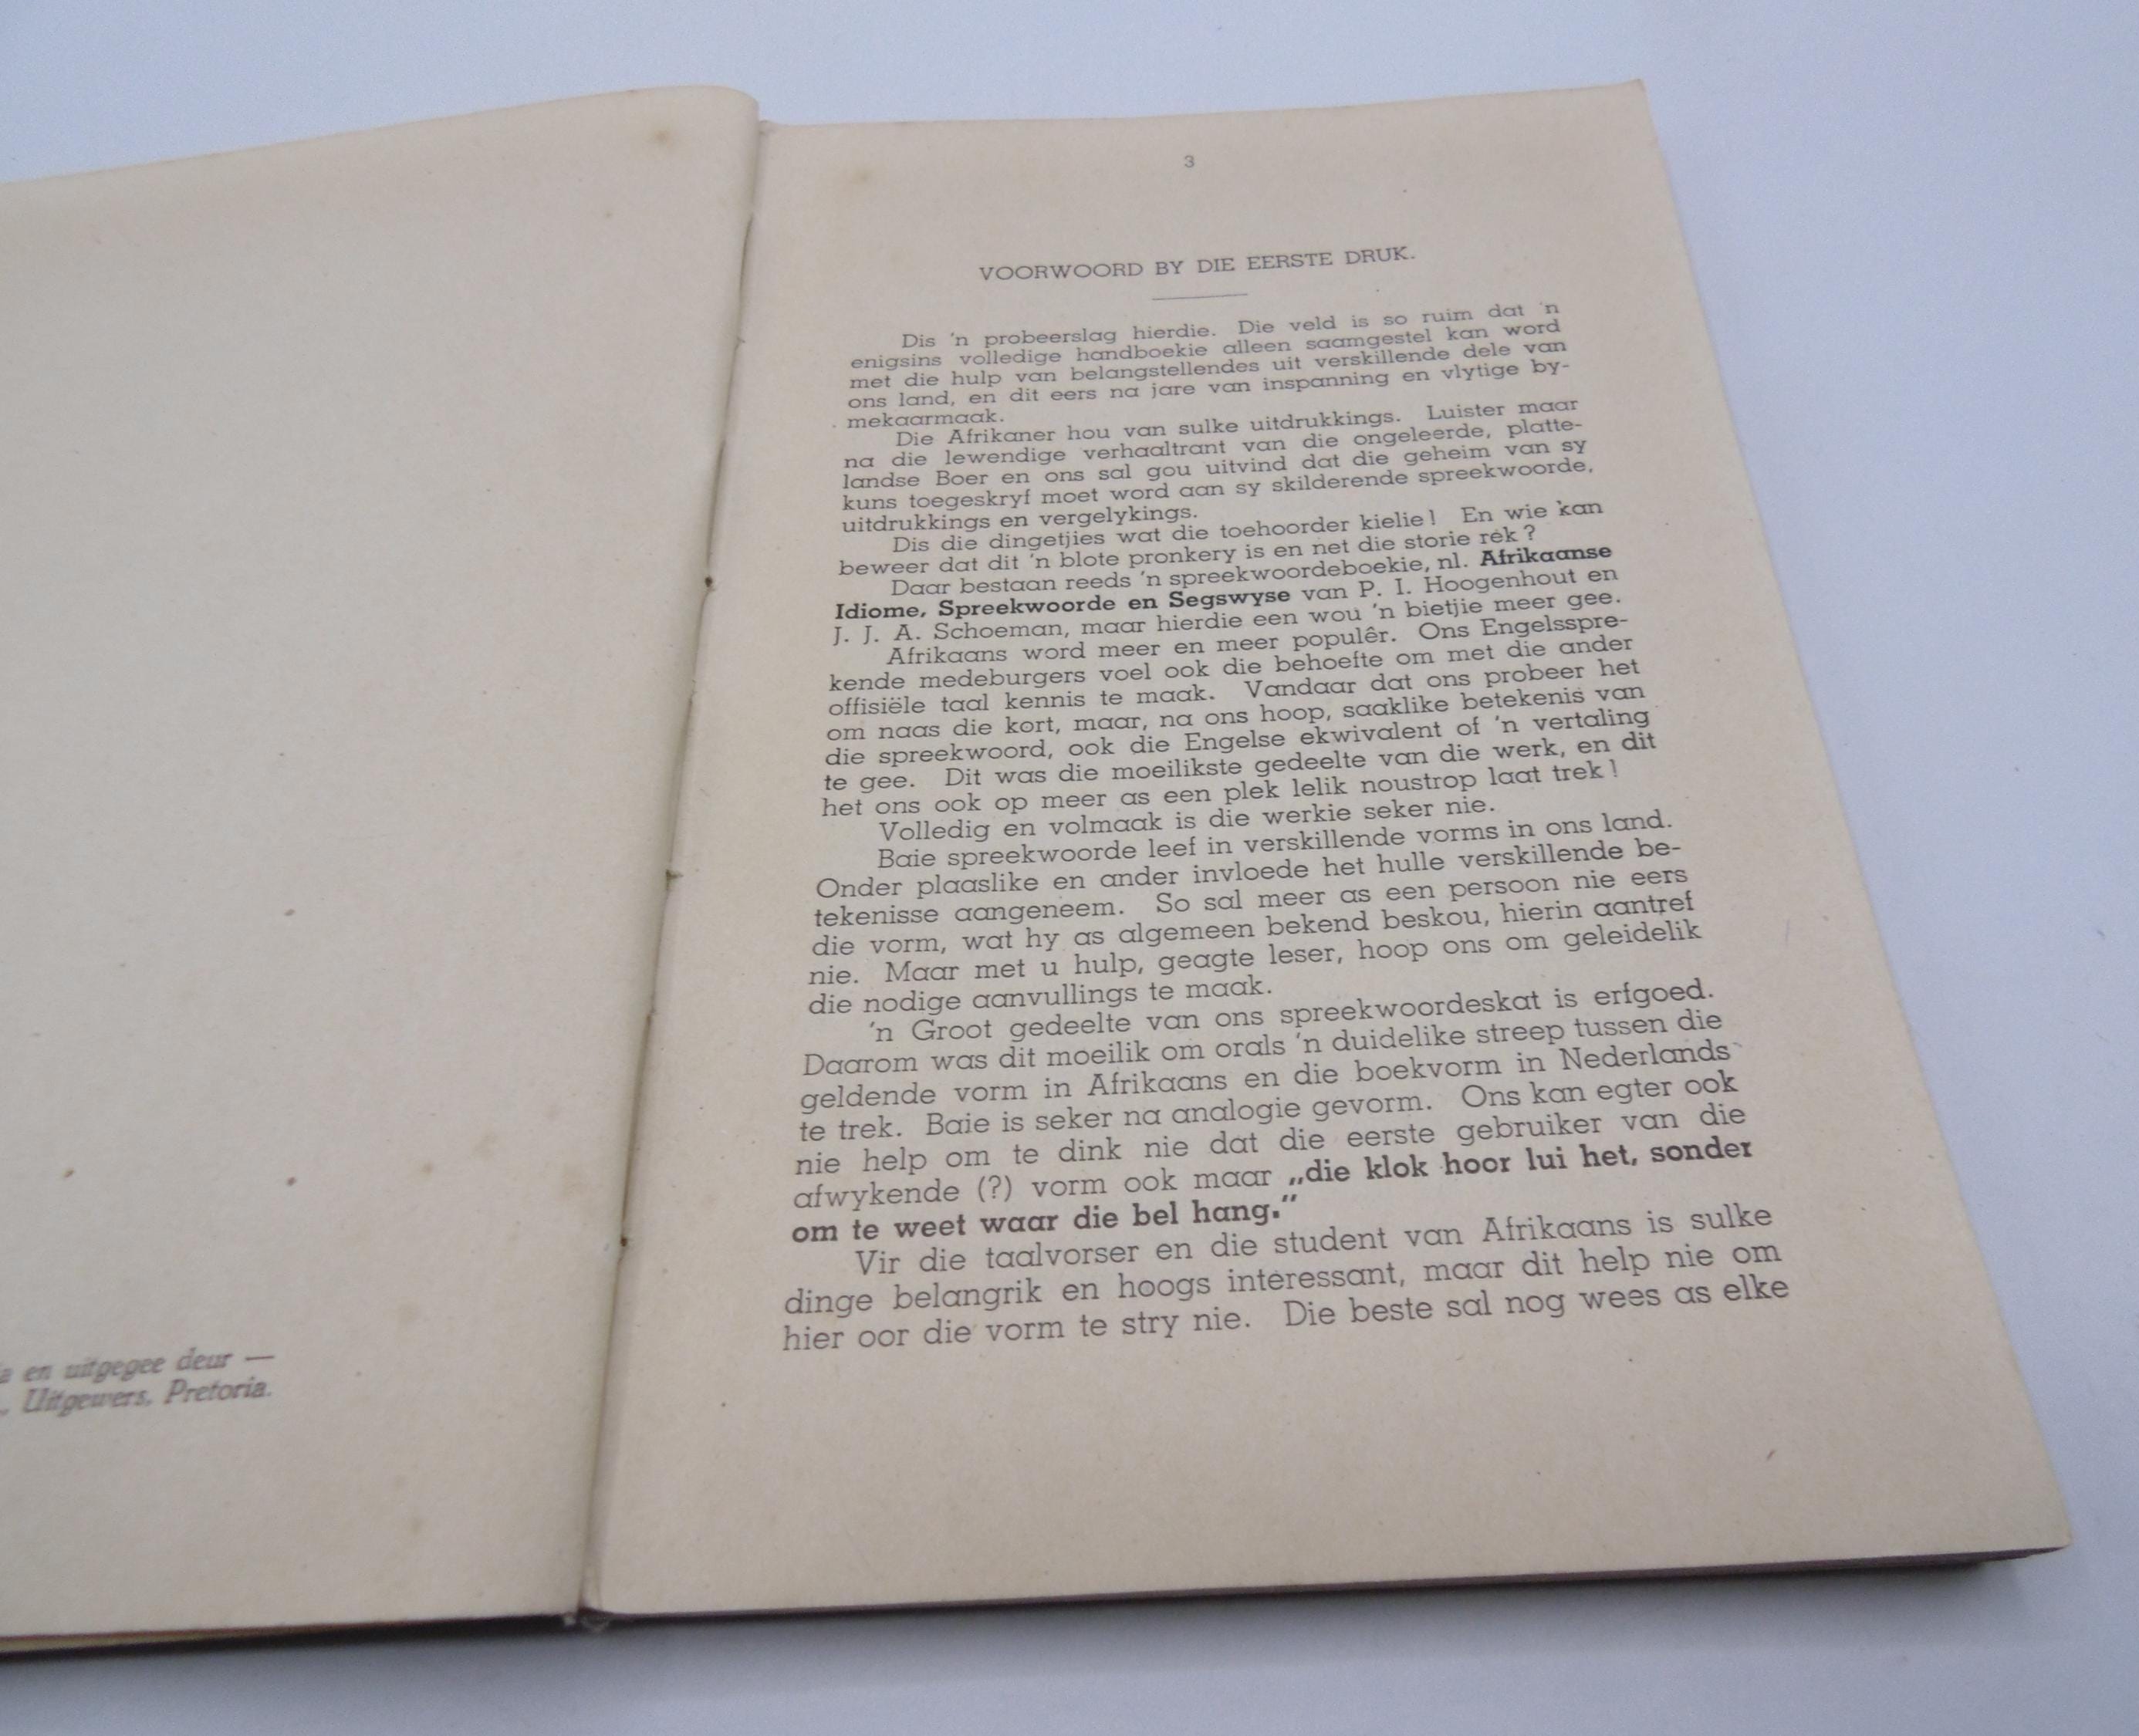 en uitgegee deur —
Uitgewers, Pretoria.
3
VOORWOORD BY DIE EERSTE DRUK.
Dis 'n probeerslag hierdie. Die veld is so ruim dat 'n
enigsins volledige handboekie alleen saamgestel kan word
met die hulp van belangstellendes uit verskillende dele van
ons land, en dit eers na jare van inspanning en vlytige by-
mekaarmaak.
Die Afrikaner hou van sulke uitdrukkings. Luister maar
na die lewendige verhaaltrant van die ongeleerde, platte-
landse Boer en ons sal gou uitvind dat die geheim van sy
kuns toegeskryf moet word aan sy skilderende spreekwoorde,
uitdrukkings en vergelykings.
Dis die dingetjies wat die toehoorder kielie! En wie kan
beweer dat dit 'n blote pronkery is en net die storie rek?
Daar bestaan reeds 'n spreekwoordeboekie, nl. Afrikaanse
Idiome, Spreekwoorde en Segswyse van P. I. Hoogenhout en
J. J. A. Schoeman, maar hierdie een wou 'n bietjie meer gee.
Afrikaans word meer en meer populêr. Ons Engelsspre-
kende medeburgers voel ook die behoefte om met die ander
offisiële taal kennis te maak. Vandaar dat ons probeer het
om naas die kort, maar, na ons hoop, saaklike betekenis van
die spreekwoord, ook die Engelse ekwivalent of 'n vertaling
te gee. Dit was die moeilikste gedeelte van die werk, en dit
het ons ook op meer as een plek lelik noustrop laat trek!
Volledig en volmaak is die werkie seker nie.
Baie spreekwoorde leef in verskillende vorms in ons land.
Onder plaaslike en ander invloede het hulle verskillende be-
tekenisse aangeneem. So sal meer as een persoon nie eers
die vorm, wat hy as algemeen bekend beskou, hierin aantref
nie. Maar met u hulp, geagte leser, hoop ons om geleidelik
die nodige aanvullings te maak.
'n Groot gedeelte van ons spreekwoordeskat is erfgoed.
Daarom was dit moeilik om orals 'n duidelike streep tussen die
geldende vorm in Afrikaans en die boekvorm in Nederlands
te trek. Baie is seker na analogie gevorm. Ons kan egter ook
nie help om te dink nie dat die eerste gebruiker van die
afwykende (?) vorm ook maar „die klok hoor lui het, sonder
om te weet waar die bel hang."
Vir die taalvorser en die student van Afrikaans is sulke
dinge belangrik en hoogs interessant, maar dit help nie om
hier oor die vorm te stry nie. Die beste sal nog wees as elke